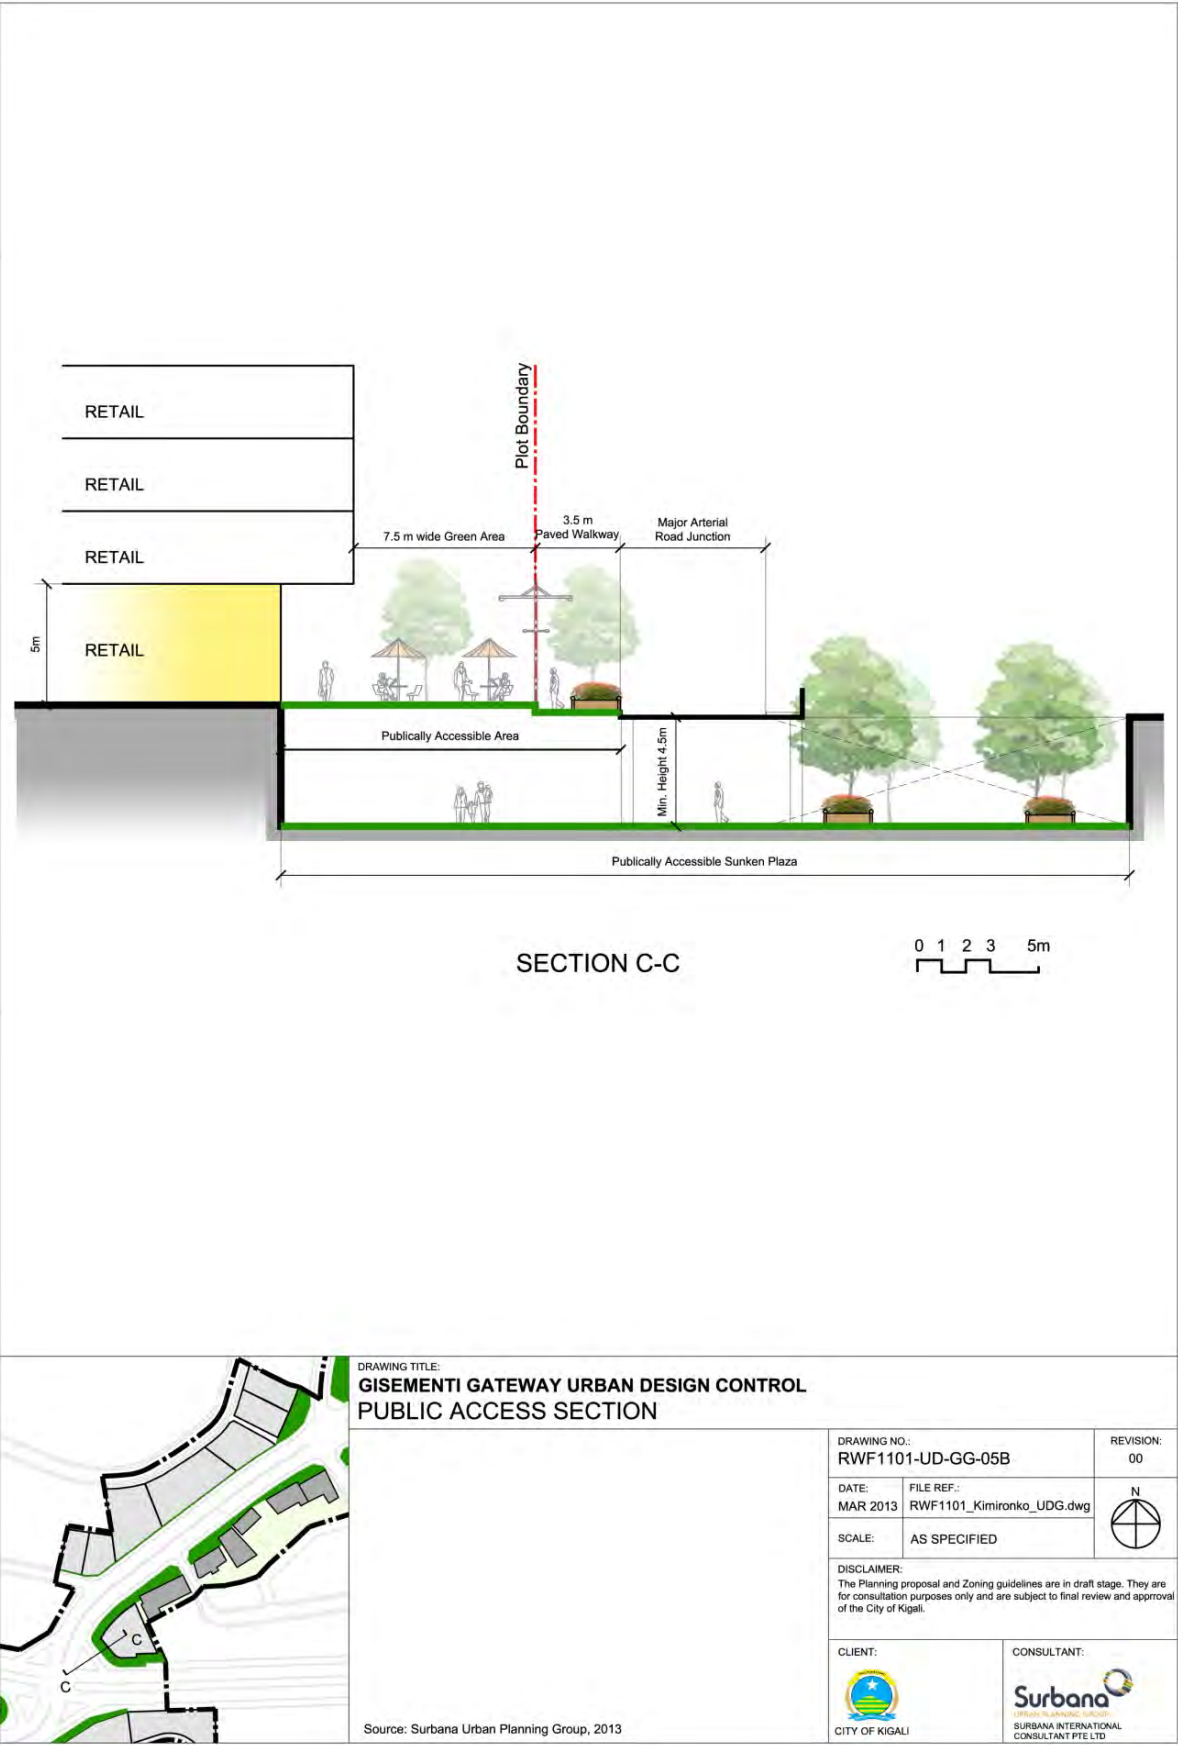 RETAIL
RETAIL
RETAIL
RETAIL
5m
Plot Boundary
7.5 m wide Green Area
3.5 m
Paved Walkway
Major Arterial
Road Junction
Publically Accessible Area
Min. Height 4.5m
Publically Accessible Sunken Plaza
SECTION C-C
0 1 2 3 5m
C
C
DRAWING TITLE:
GISEMENTI GATEWAY URBAN DESIGN CONTROL
PUBLIC ACCESS SECTION
Source: Surbana Urban Planning Group, 2013
DRAWING NO.:
RWF1101-UD-GG-05B
REVISION:
00
DATE:
MAR 2013
FILE REF.:
RWF1101_Kimironko_UDG.dwg
N
SCALE:
AS SPECIFIED
DISCLAIMER:
The Planning proposal and Zoning guidelines are in draft stage. They are
for consultation purposes only and are subject to final review and apprroval
of the City of Kigali.
CLIENT:
CITY OF KIGALI
CONSULTANT:
Surbana
URBAN PLANNING GROUP
SURBANA INTERNATIONAL
CONSULTANT PTE LTD